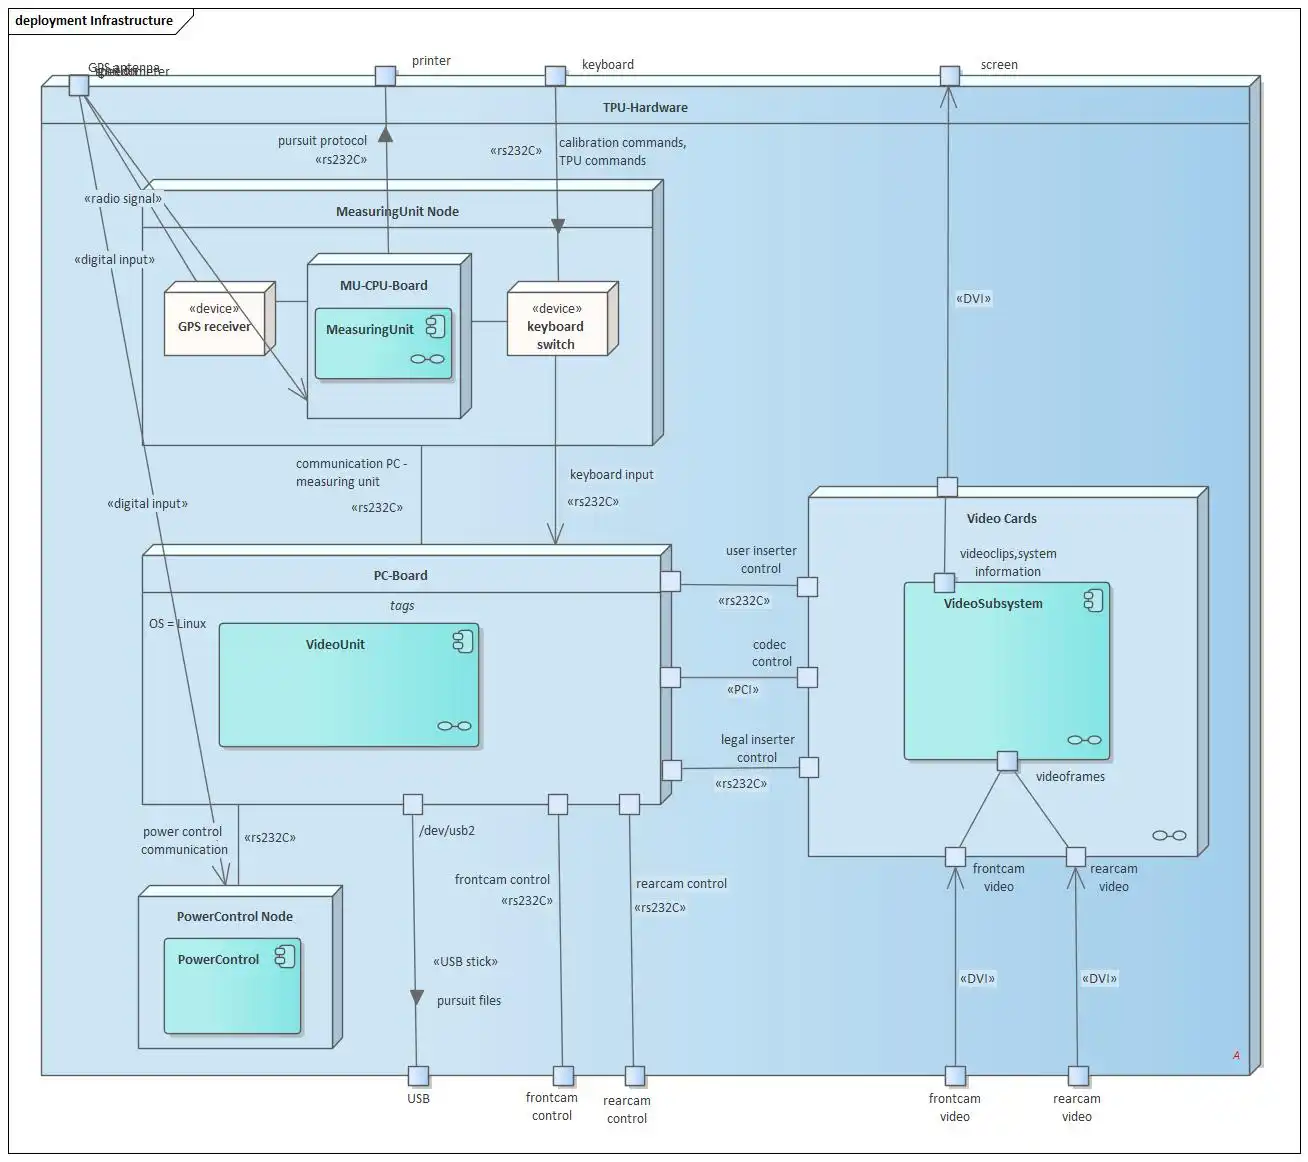 deployment Infrastructure
GPS antenna
printer
keyboard
screen
TPU-Hardware
pursuit protocol
«rs232C»
«rs232C»
calibration commands,
TPU commands
«radio signal»
MeasuringUnit Node
«digital input»
MU-CPU-Board
«device»
GPS receiver
MeasuringUnit
«device»
keyboard
switch
«DVI»
communication PC -
measuring unit
«rs232C»
keyboard input
«rs232C»
«digital input»
Video Cards
videoclips,system
information
VideoSubsystem
videoframes
PC-Board
tags
OS = Linux
VideoUnit
user inserter
control
«rs232C»
codec
control
«PCI»
legal inserter
control
«rs232C»
power control
communication
«rs232C»
/dev/usb2
frontcam control
«rs232C»
rearcam control
«rs232C»
frontcam
video
rearcam
video
PowerControl Node
PowerControl
«USB stick»
pursuit files
«DVI»
«DVI»
A
USB
frontcam
control
rearcam
control
frontcam
video
rearcam
video